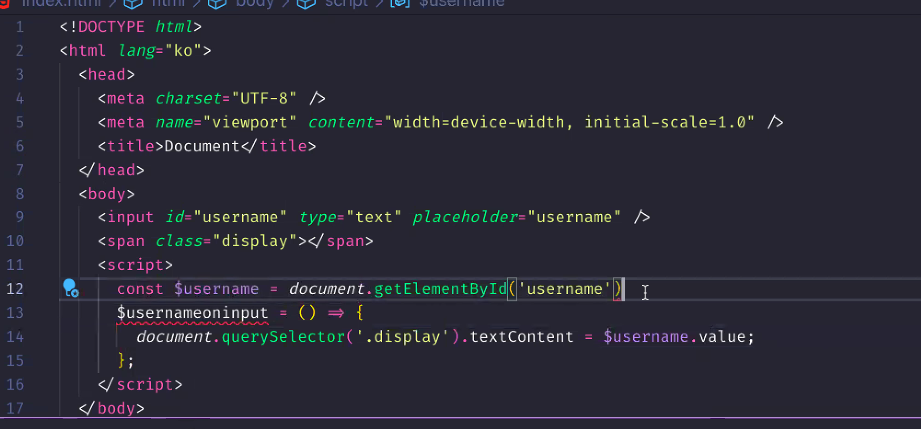 index.html / html / body / script / $username
1 <!DOCTYPE html>
2 <html lang="ko">
3 <head>
4 <meta charset="UTF-8" />
5 <meta name="viewport" content="width=device-width, initial-scale=1.0" />
6 <title>Document</title>
7 </head>
8 <body>
9 <input id="username" type="text" placeholder="username" />
10 <span class="display"></span>
11 <script>
12 const $username = document.getElementById('username')
13 $usernameoninput = () => {
14 document.querySelector('.display').textContent = $username.value;
15 };
16 </script>
17 </body>